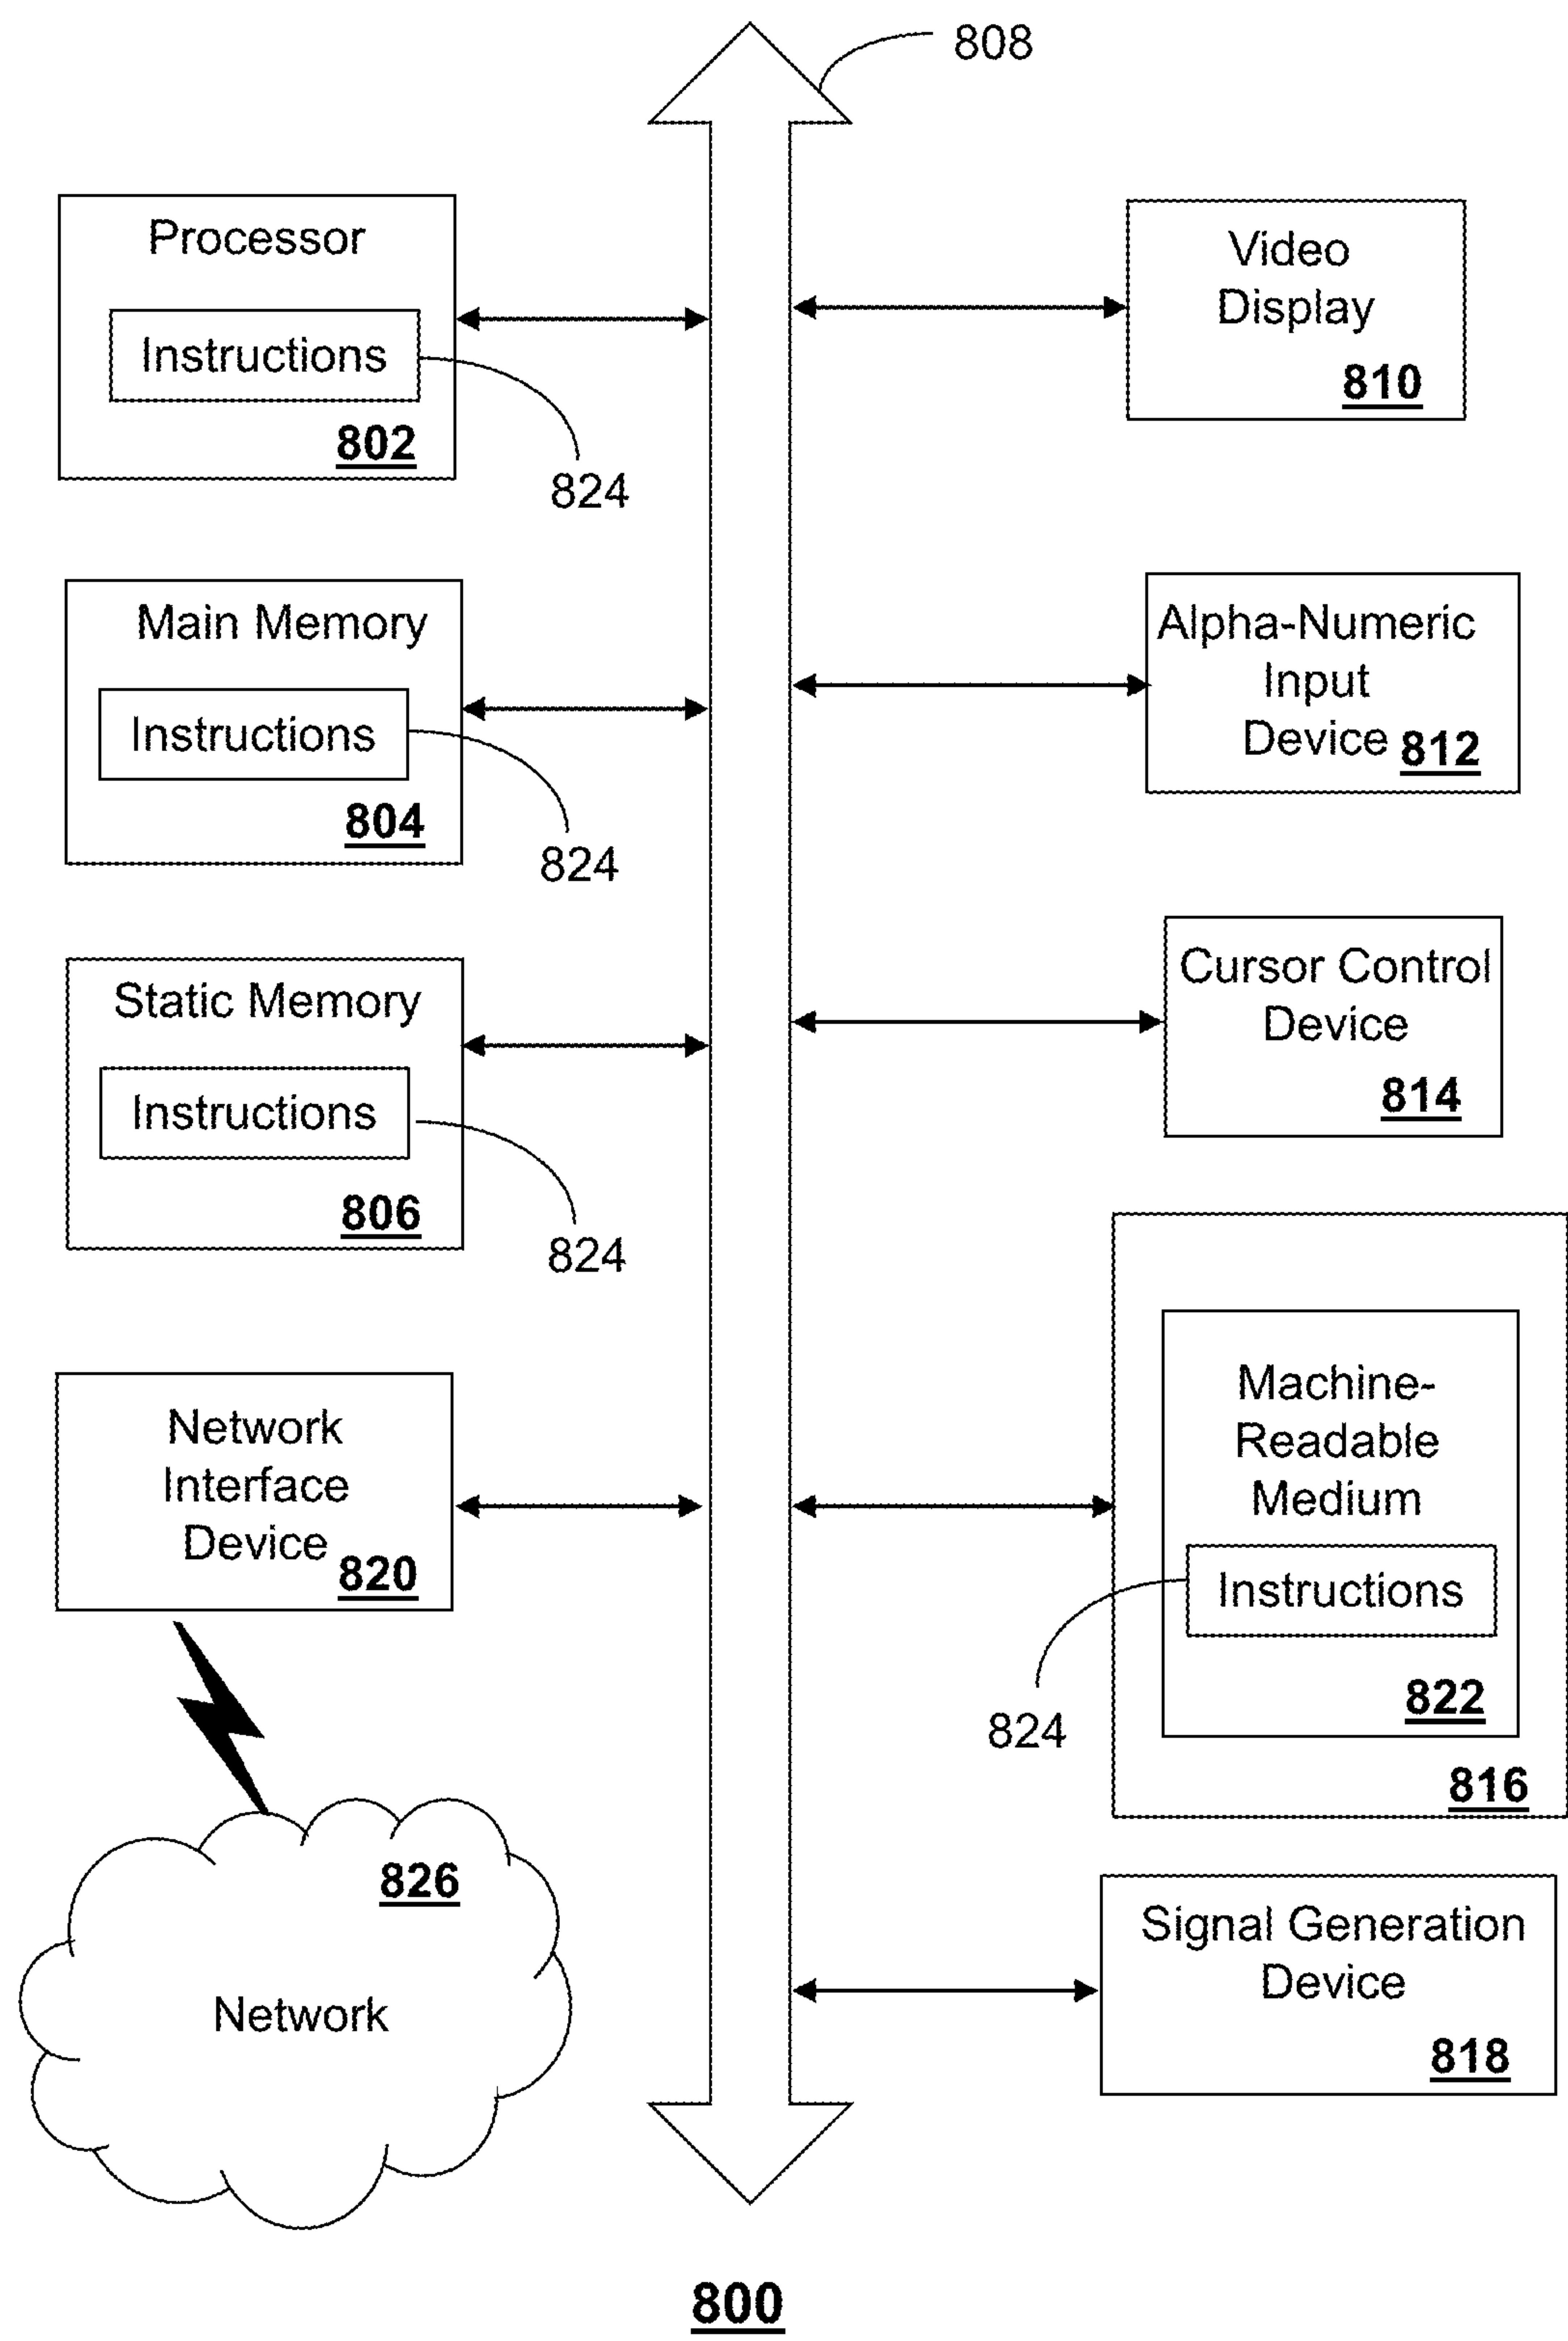 808
Processor
Instructions
802
824
Video
Display
810
Main Memory
Instructions
804
824
Alpha-Numeric
Input
Device 812
Static Memory
Instructions
806
824
Cursor Control
Device
814
Network
Interface
Device 820
Machine-
Readable
Medium
Instructions
822
824
816
826
Network
Signal Generation
Device
818
800